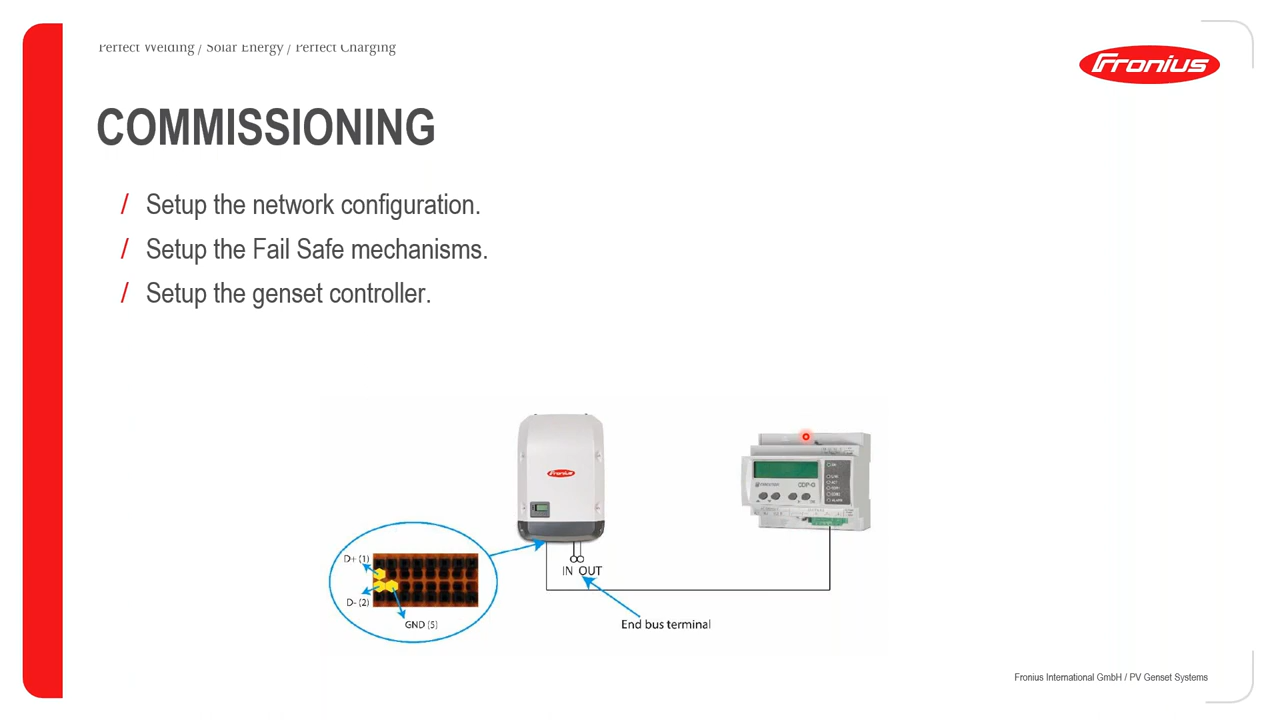 Perfect Welding / Solar Energy / Perfect Charging
Fronius
COMMISSIONING
/ Setup the network configuration.
/ Setup the Fail Safe mechanisms.
/ Setup the genset controller.
Fronius
CDP-G
D+ (1)
D- (2)
GND (5)
IN OUT
End bus terminal
Fronius International GmbH / PV Genset Systems